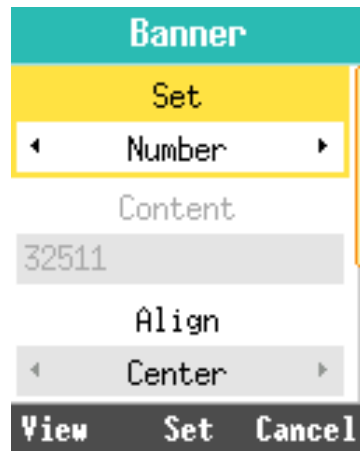 Banner
Set
Number
Content
32511
Align
Center
View Set Cancel